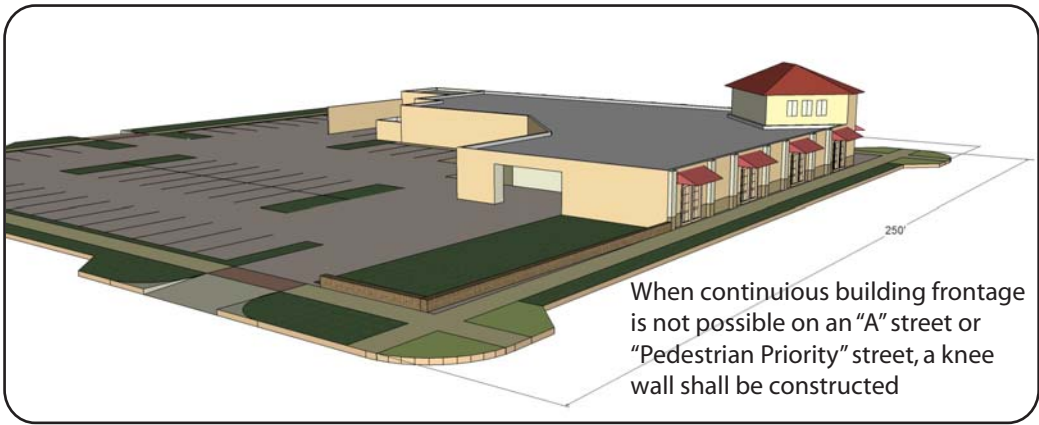 250'
When continuious building frontage
is not possible on an “A” street or
“Pedestrian Priority” street, a knee
wall shall be constructed